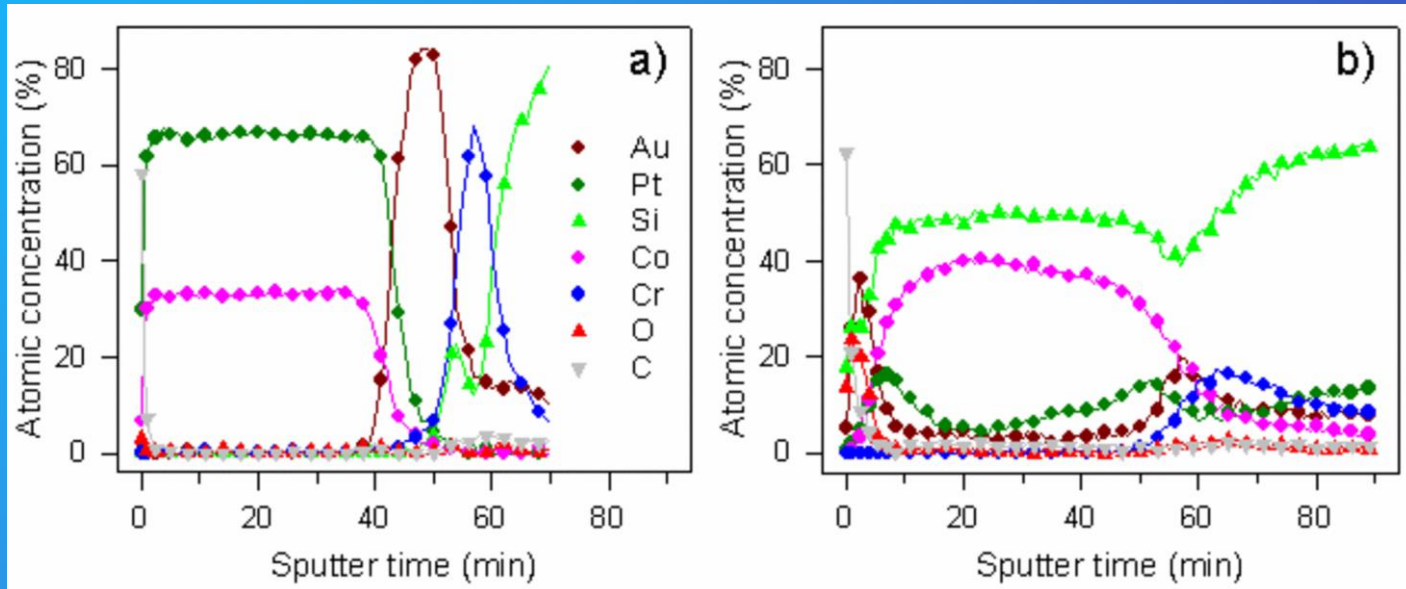 a)
Atomic concentration (%)
80
60
40
20
0
0 20 40 60 80
Sputter time (min)
Au
Pt
Si
Co
Cr
O
C
b)
Atomic concentration (%)
80
60
40
20
0
0 20 40 60 80
Sputter time (min)